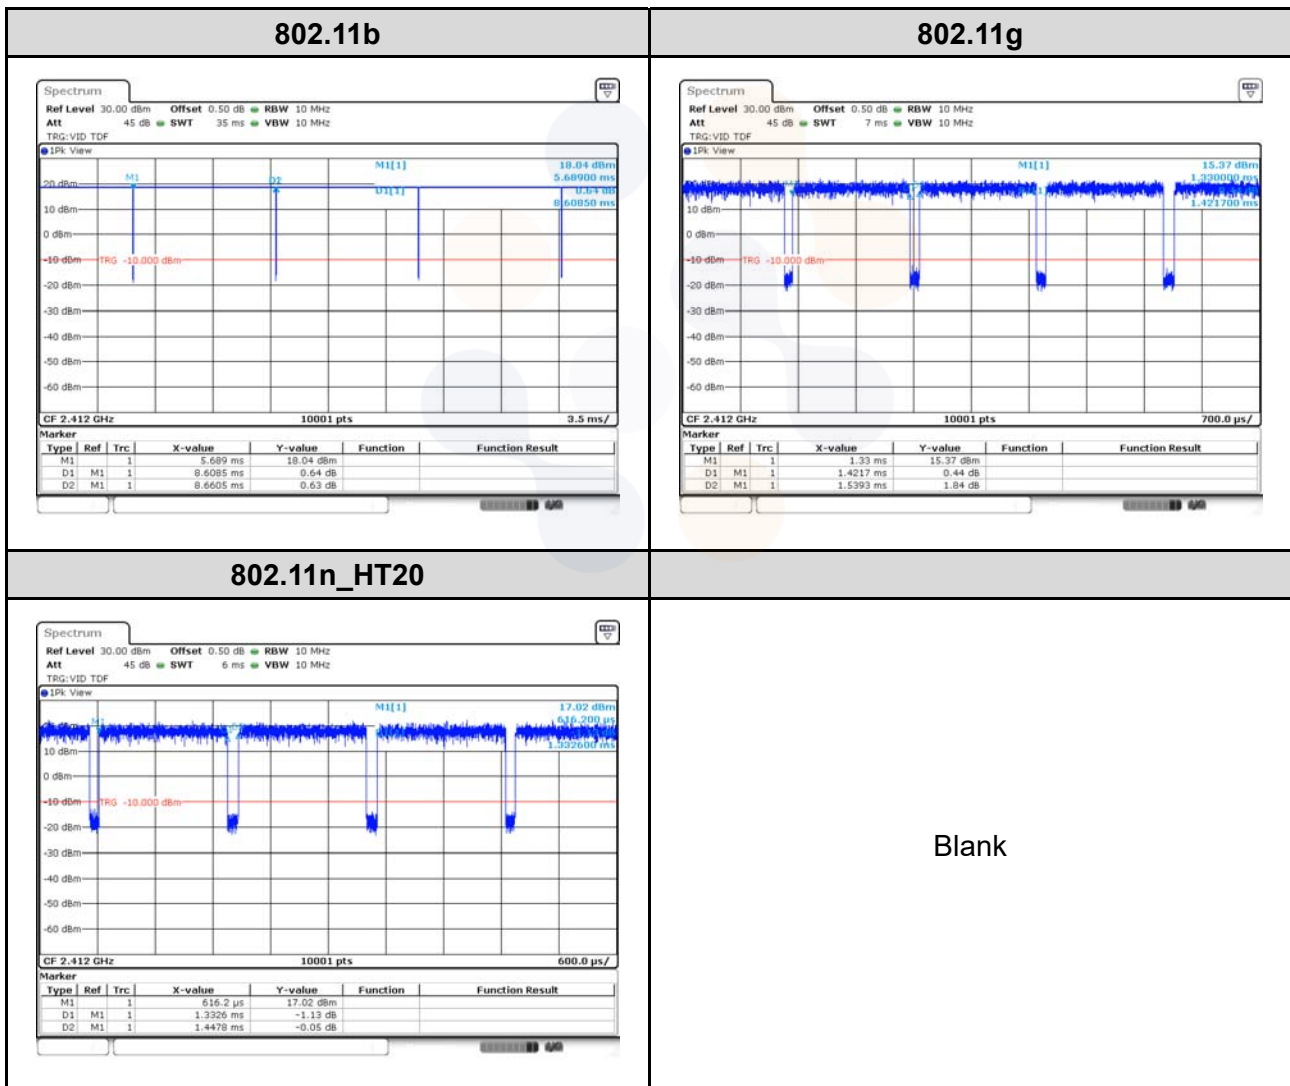 802.11b
802.11g
Spectrum
Ref Level 30.00 dBm Offset 0.50 dB RBW 10 MHz
Att 45 dB SWT 35 ms VBW 10 MHz
TRG:VID TDF
1Pk View
M1[1] 18.04 dBm
5.68900 ms
D1[1] 0.64 dB
8.60850 ms
M1
D2
20 dBm
10 dBm
0 dBm
-10 dBm
TRG -10.000 dBm
-20 dBm
-30 dBm
-40 dBm
-50 dBm
-60 dBm
CF 2.412 GHz 10001 pts 3.5 ms/
Marker
Type Ref Trc X-value Y-value Function Function Result
M1 1 5.689 ms 18.04 dBm
D1 M1 1 8.6085 ms 0.64 dB
D2 M1 1 8.6605 ms 0.63 dB
Spectrum
Ref Level 30.00 dBm Offset 0.50 dB RBW 10 MHz
Att 45 dB SWT 7 ms VBW 10 MHz
TRG:VID TDF
1Pk View
M1[1] 15.37 dBm
1.330000 ms
1.421700 ms
10 dBm
0 dBm
-10 dBm
TRG -10.000 dBm
-20 dBm
-30 dBm
-40 dBm
-50 dBm
-60 dBm
CF 2.412 GHz 10001 pts 700.0 µs/
Marker
Type Ref Trc X-value Y-value Function Function Result
M1 1 1.33 ms 15.37 dBm
D1 M1 1 1.4217 ms 0.44 dB
D2 M1 1 1.5393 ms 1.84 dB
802.11n_HT20
Spectrum
Ref Level 30.00 dBm Offset 0.50 dB RBW 10 MHz
Att 45 dB SWT 6 ms VBW 10 MHz
TRG:VID TDF
1Pk View
M1[1] 17.02 dBm
616.200 µs
1.332600 ms
M1
10 dBm
0 dBm
-10 dBm
TRG -10.000 dBm
-20 dBm
-30 dBm
-40 dBm
-50 dBm
-60 dBm
CF 2.412 GHz 10001 pts 600.0 µs/
Marker
Type Ref Trc X-value Y-value Function Function Result
M1 1 616.2 µs 17.02 dBm
D1 M1 1 1.3326 ms -1.13 dB
D2 M1 1 1.4478 ms -0.05 dB
Blank